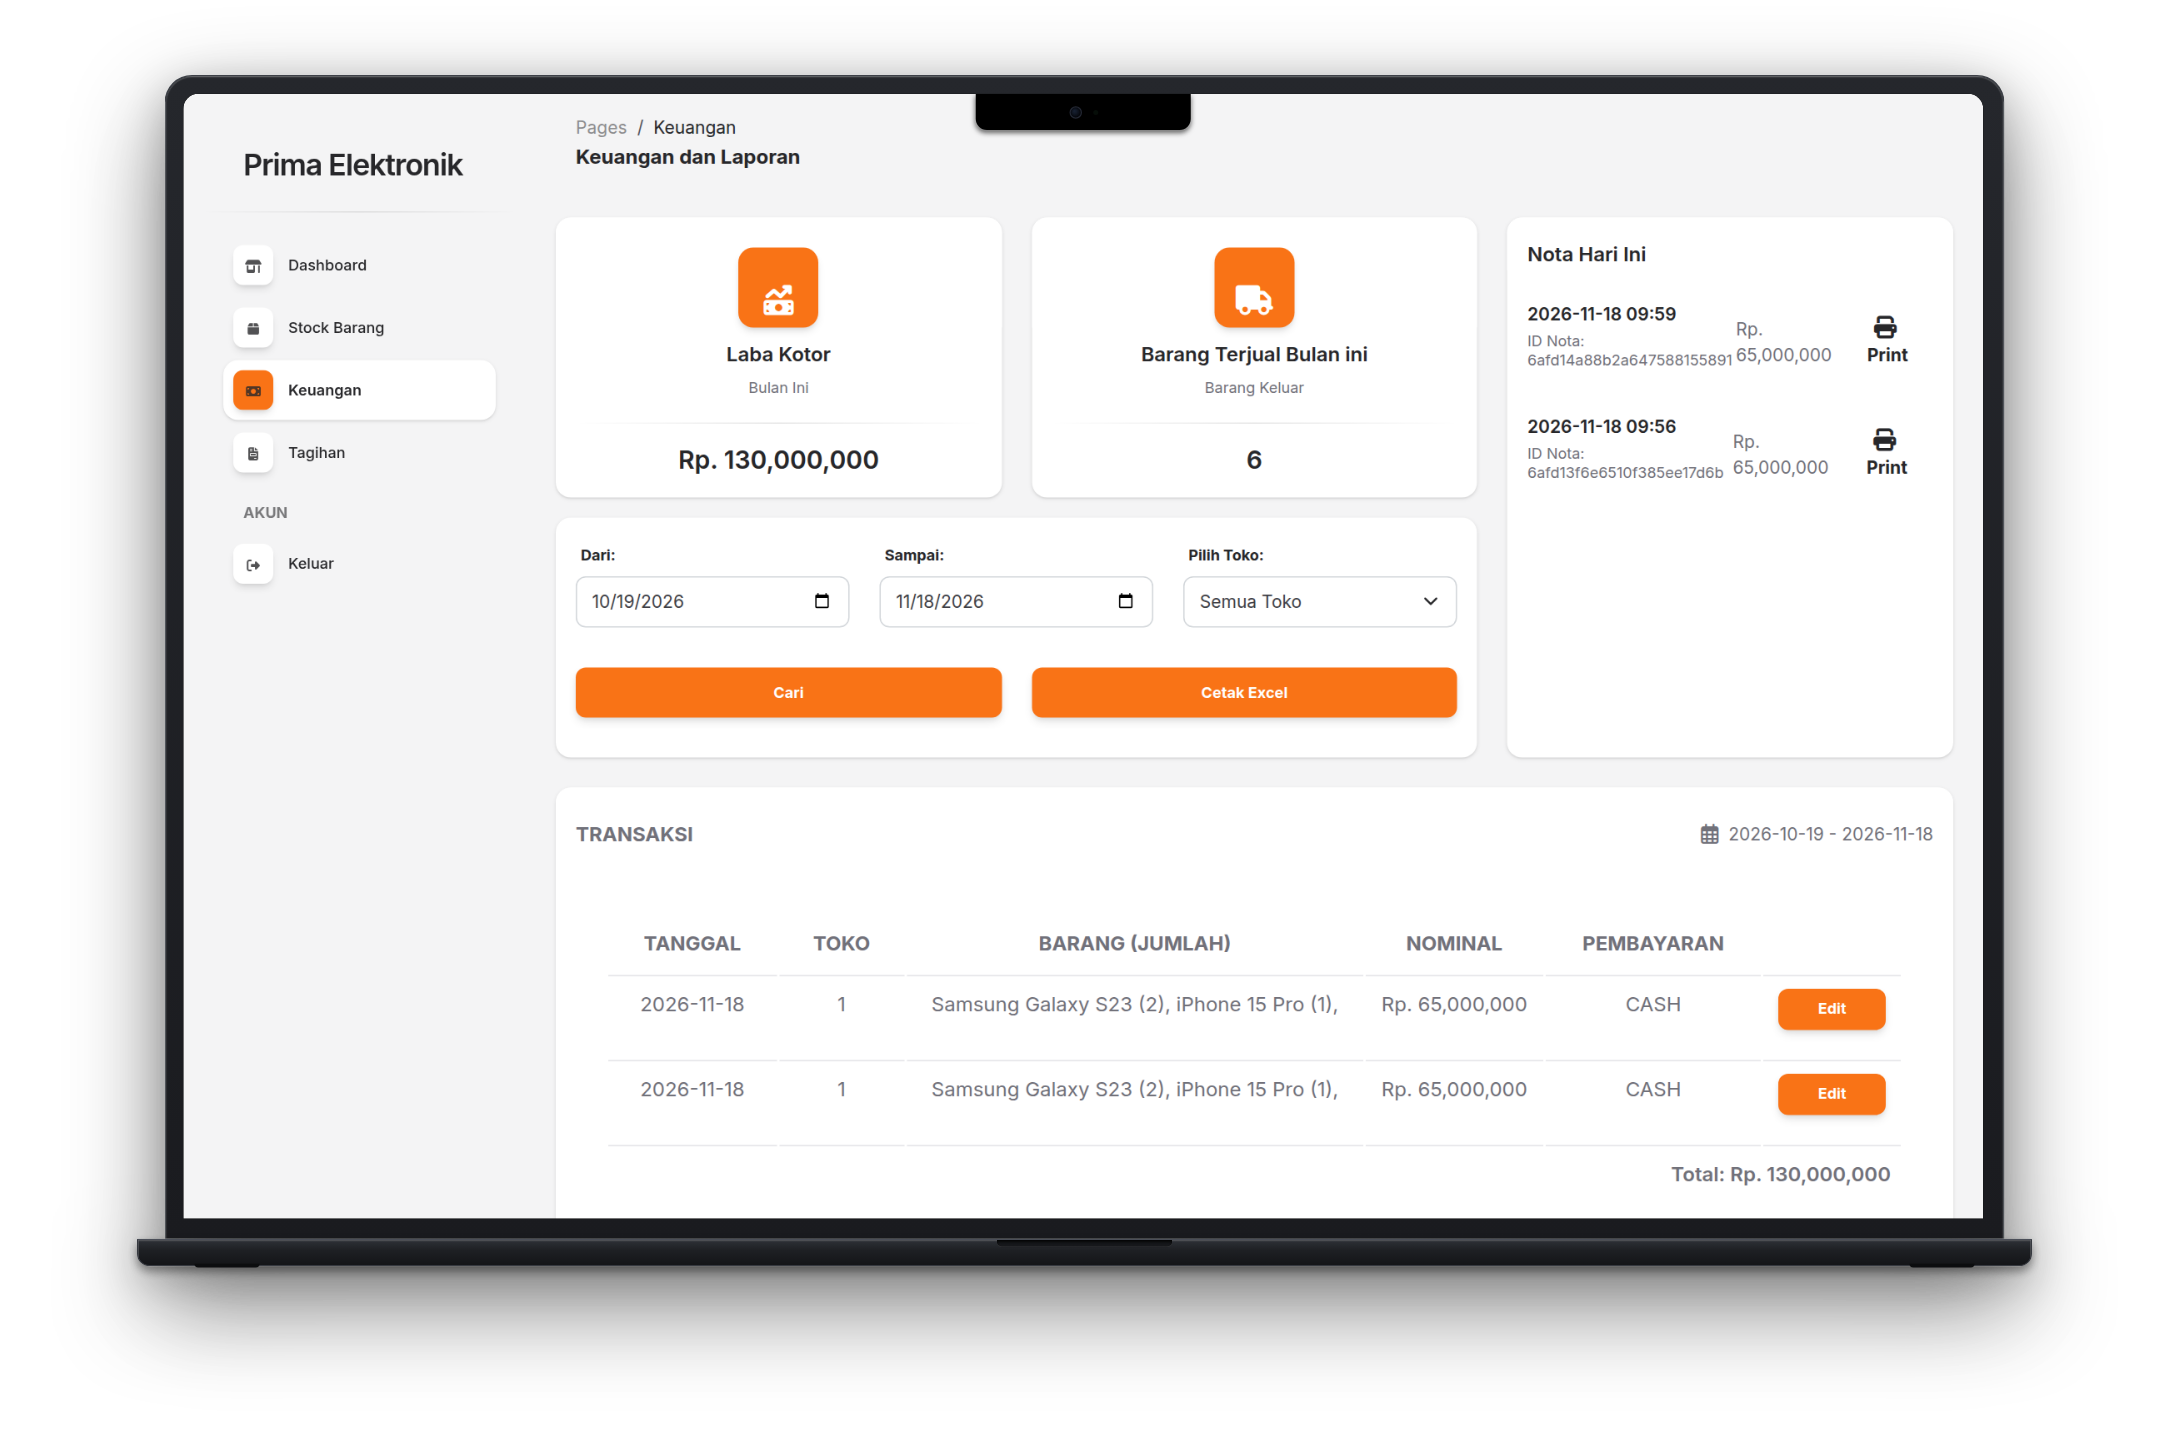 Prima Elektronik
Dashboard
Stock Barang
Keuangan
Tagihan
AKUN
Keluar
Pages / Keuangan
Keuangan dan Laporan
Laba Kotor
Bulan Ini
Rp. 130,000,000
Barang Terjual Bulan ini
Barang Keluar
6
Nota Hari Ini
2026-11-18 09:59
ID Nota:
6afd14a88b2a647588155891
Rp.
65,000,000
Print
2026-11-18 09:56
ID Nota:
6afd13f6e6510f385ee17d6b
Rp.
65,000,000
Print
Dari:
10/19/2026
Sampai:
11/18/2026
Pilih Toko:
Semua Toko
Cari
Cetak Excel
TRANSAKSI
2026-10-19 - 2026-11-18
TANGGAL TOKO BARANG (JUMLAH) NOMINAL PEMBAYARAN
2026-11-18 1 Samsung Galaxy S23 (2), iPhone 15 Pro (1), Rp. 65,000,000 CASH Edit
2026-11-18 1 Samsung Galaxy S23 (2), iPhone 15 Pro (1), Rp. 65,000,000 CASH Edit
Total: Rp. 130,000,000